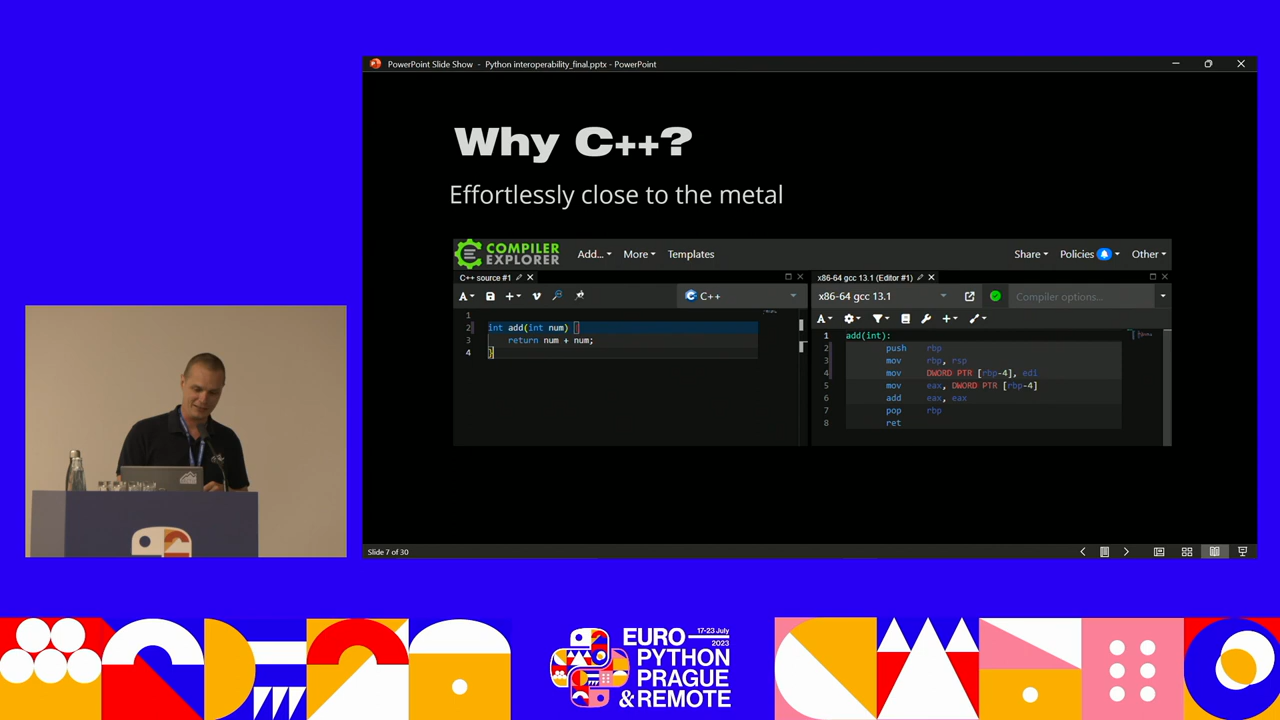 PowerPoint Slide Show - Python interoperability_final.pptx - PowerPoint
Why C++?
Effortlessly close to the metal
COMPILER EXPLORER
Add... More Templates
Share Policies Other
C++ source #1
A
C++
1
2 int add(int num) {
3 return num + num;
4 }
x86-64 gcc 13.1 (Editor #1)
x86-64 gcc 13.1
Compiler options...
A
1 add(int):
2 push rbp
3 mov rbp, rsp
4 mov DWORD PTR [rbp-4], edi
5 mov eax, DWORD PTR [rbp-4]
6 add eax, eax
7 pop rbp
8 ret
Slide 7 of 30
EURO
17-23 July
2023
PYTHON
PRAGUE
& REMOTE